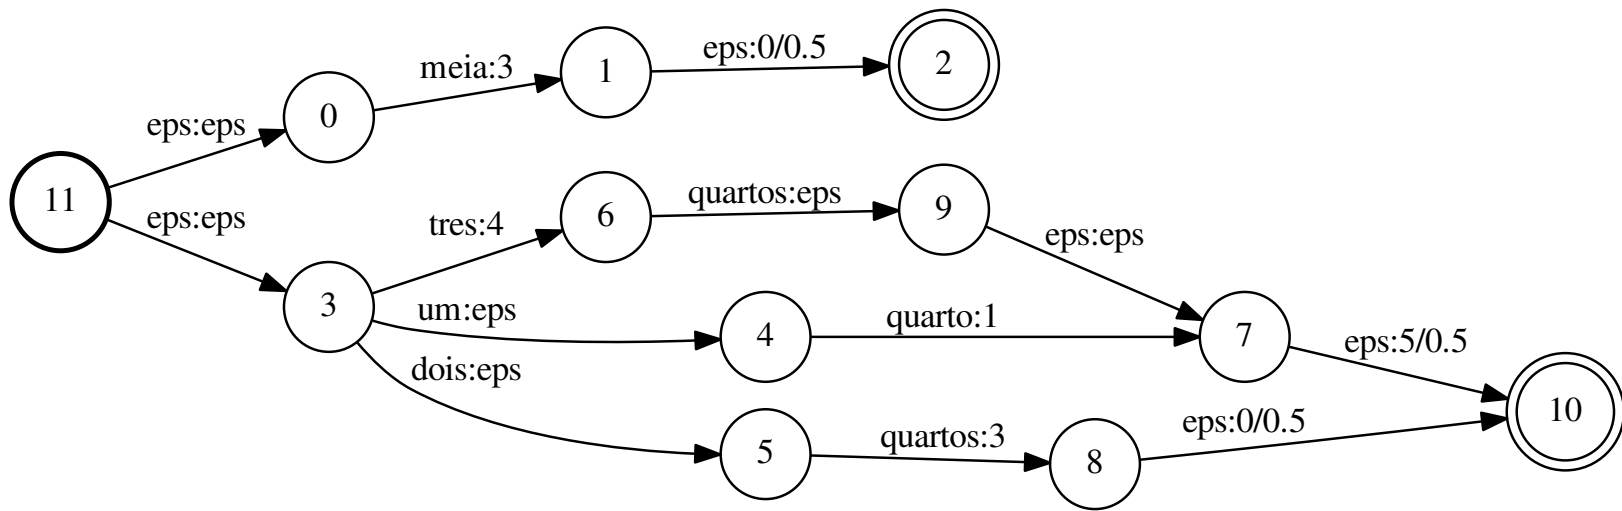 11
eps:eps
0
meia:3
1
eps:0/0.5
2
eps:eps
3
tres:4
6
quartos:eps
9
eps:eps
um:eps
4
quarto:1
7
eps:5/0.5
10
dois:eps
5
quartos:3
8
eps:0/0.5